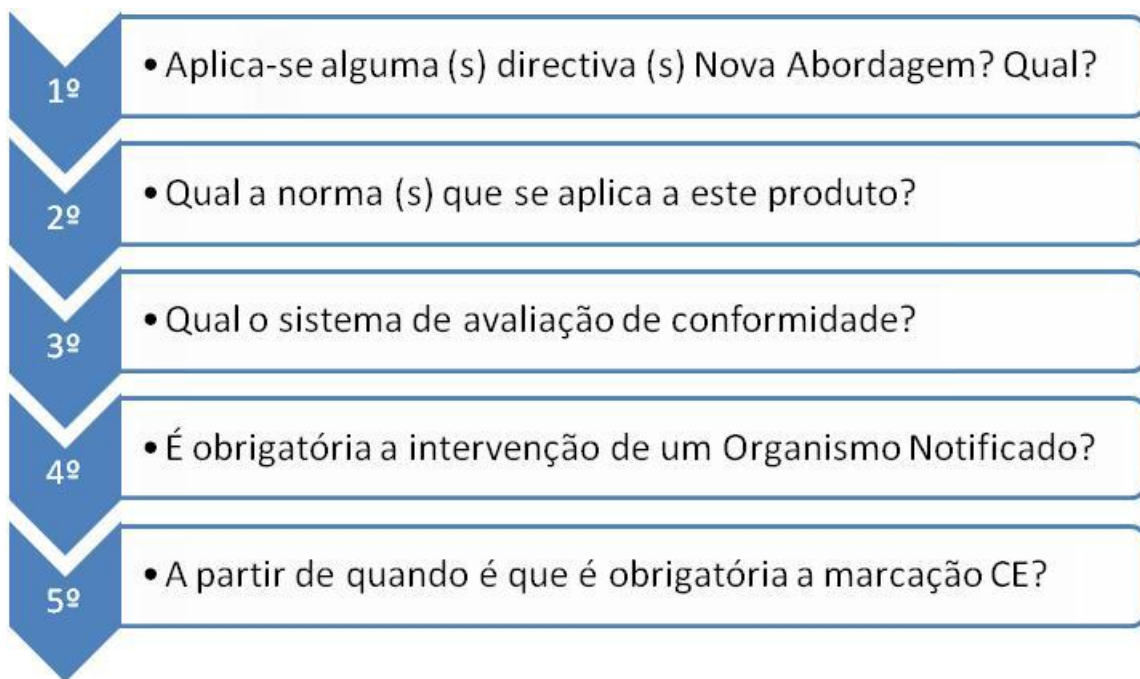 1º
• Aplica-se alguma (s) directiva (s) Nova Abordagem? Qual?
2º
• Qual a norma (s) que se aplica a este produto?
3º
• Qual o sistema de avaliação de conformidade?
4º
• É obrigatória a intervenção de um Organismo Notificado?
5º
• A partir de quando é que é obrigatória a marcação CE?